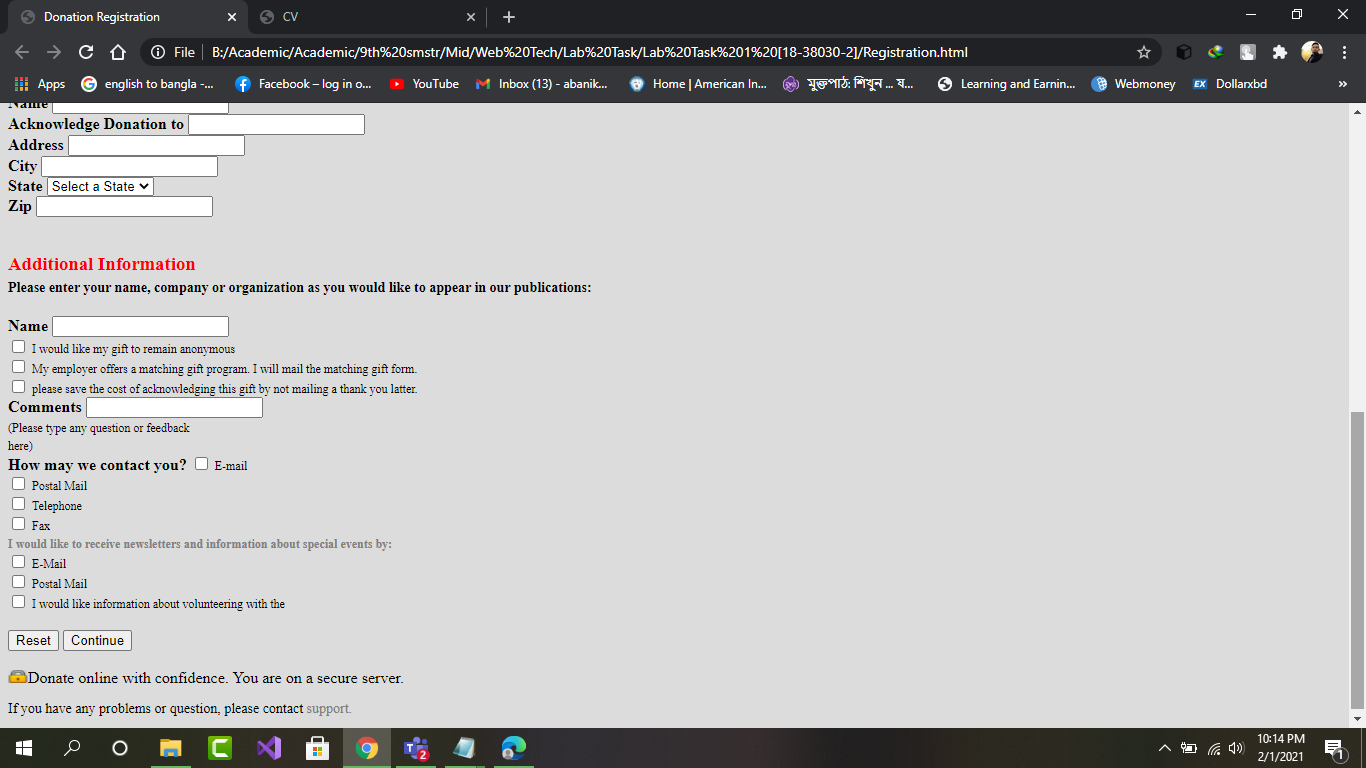 Donation Registration
CV
File
B:/Academic/Academic/9th%20smstr/Mid/Web%20Tech/Lab%20Task/Lab%20Task%201%20[18-38030-2]/Registration.html
Apps
english to bangla -...
Facebook – log in o...
YouTube
Inbox (13) - abanik...
Home | American In...
মুক্তপাঠ: শিখুন ... য...
Learning and Earnin...
Webmoney
EX Dollarxbd
»
Name
Acknowledge Donation to
Address
City
State Select a State
Zip
Additional Information
Please enter your name, company or organization as you would like to appear in our publications:
Name
I would like my gift to remain anonymous
My employer offers a matching gift program. I will mail the matching gift form.
please save the cost of acknowledging this gift by not mailing a thank you latter.
Comments
(Please type any question or feedback
here)
How may we contact you? E-mail
Postal Mail
Telephone
Fax
I would like to receive newsletters and information about special events by:
E-Mail
Postal Mail
I would like information about volunteering with the
Reset Continue
Donate online with confidence. You are on a secure server.
If you have any problems or question, please contact support.
2
10:14 PM
2/1/2021
1